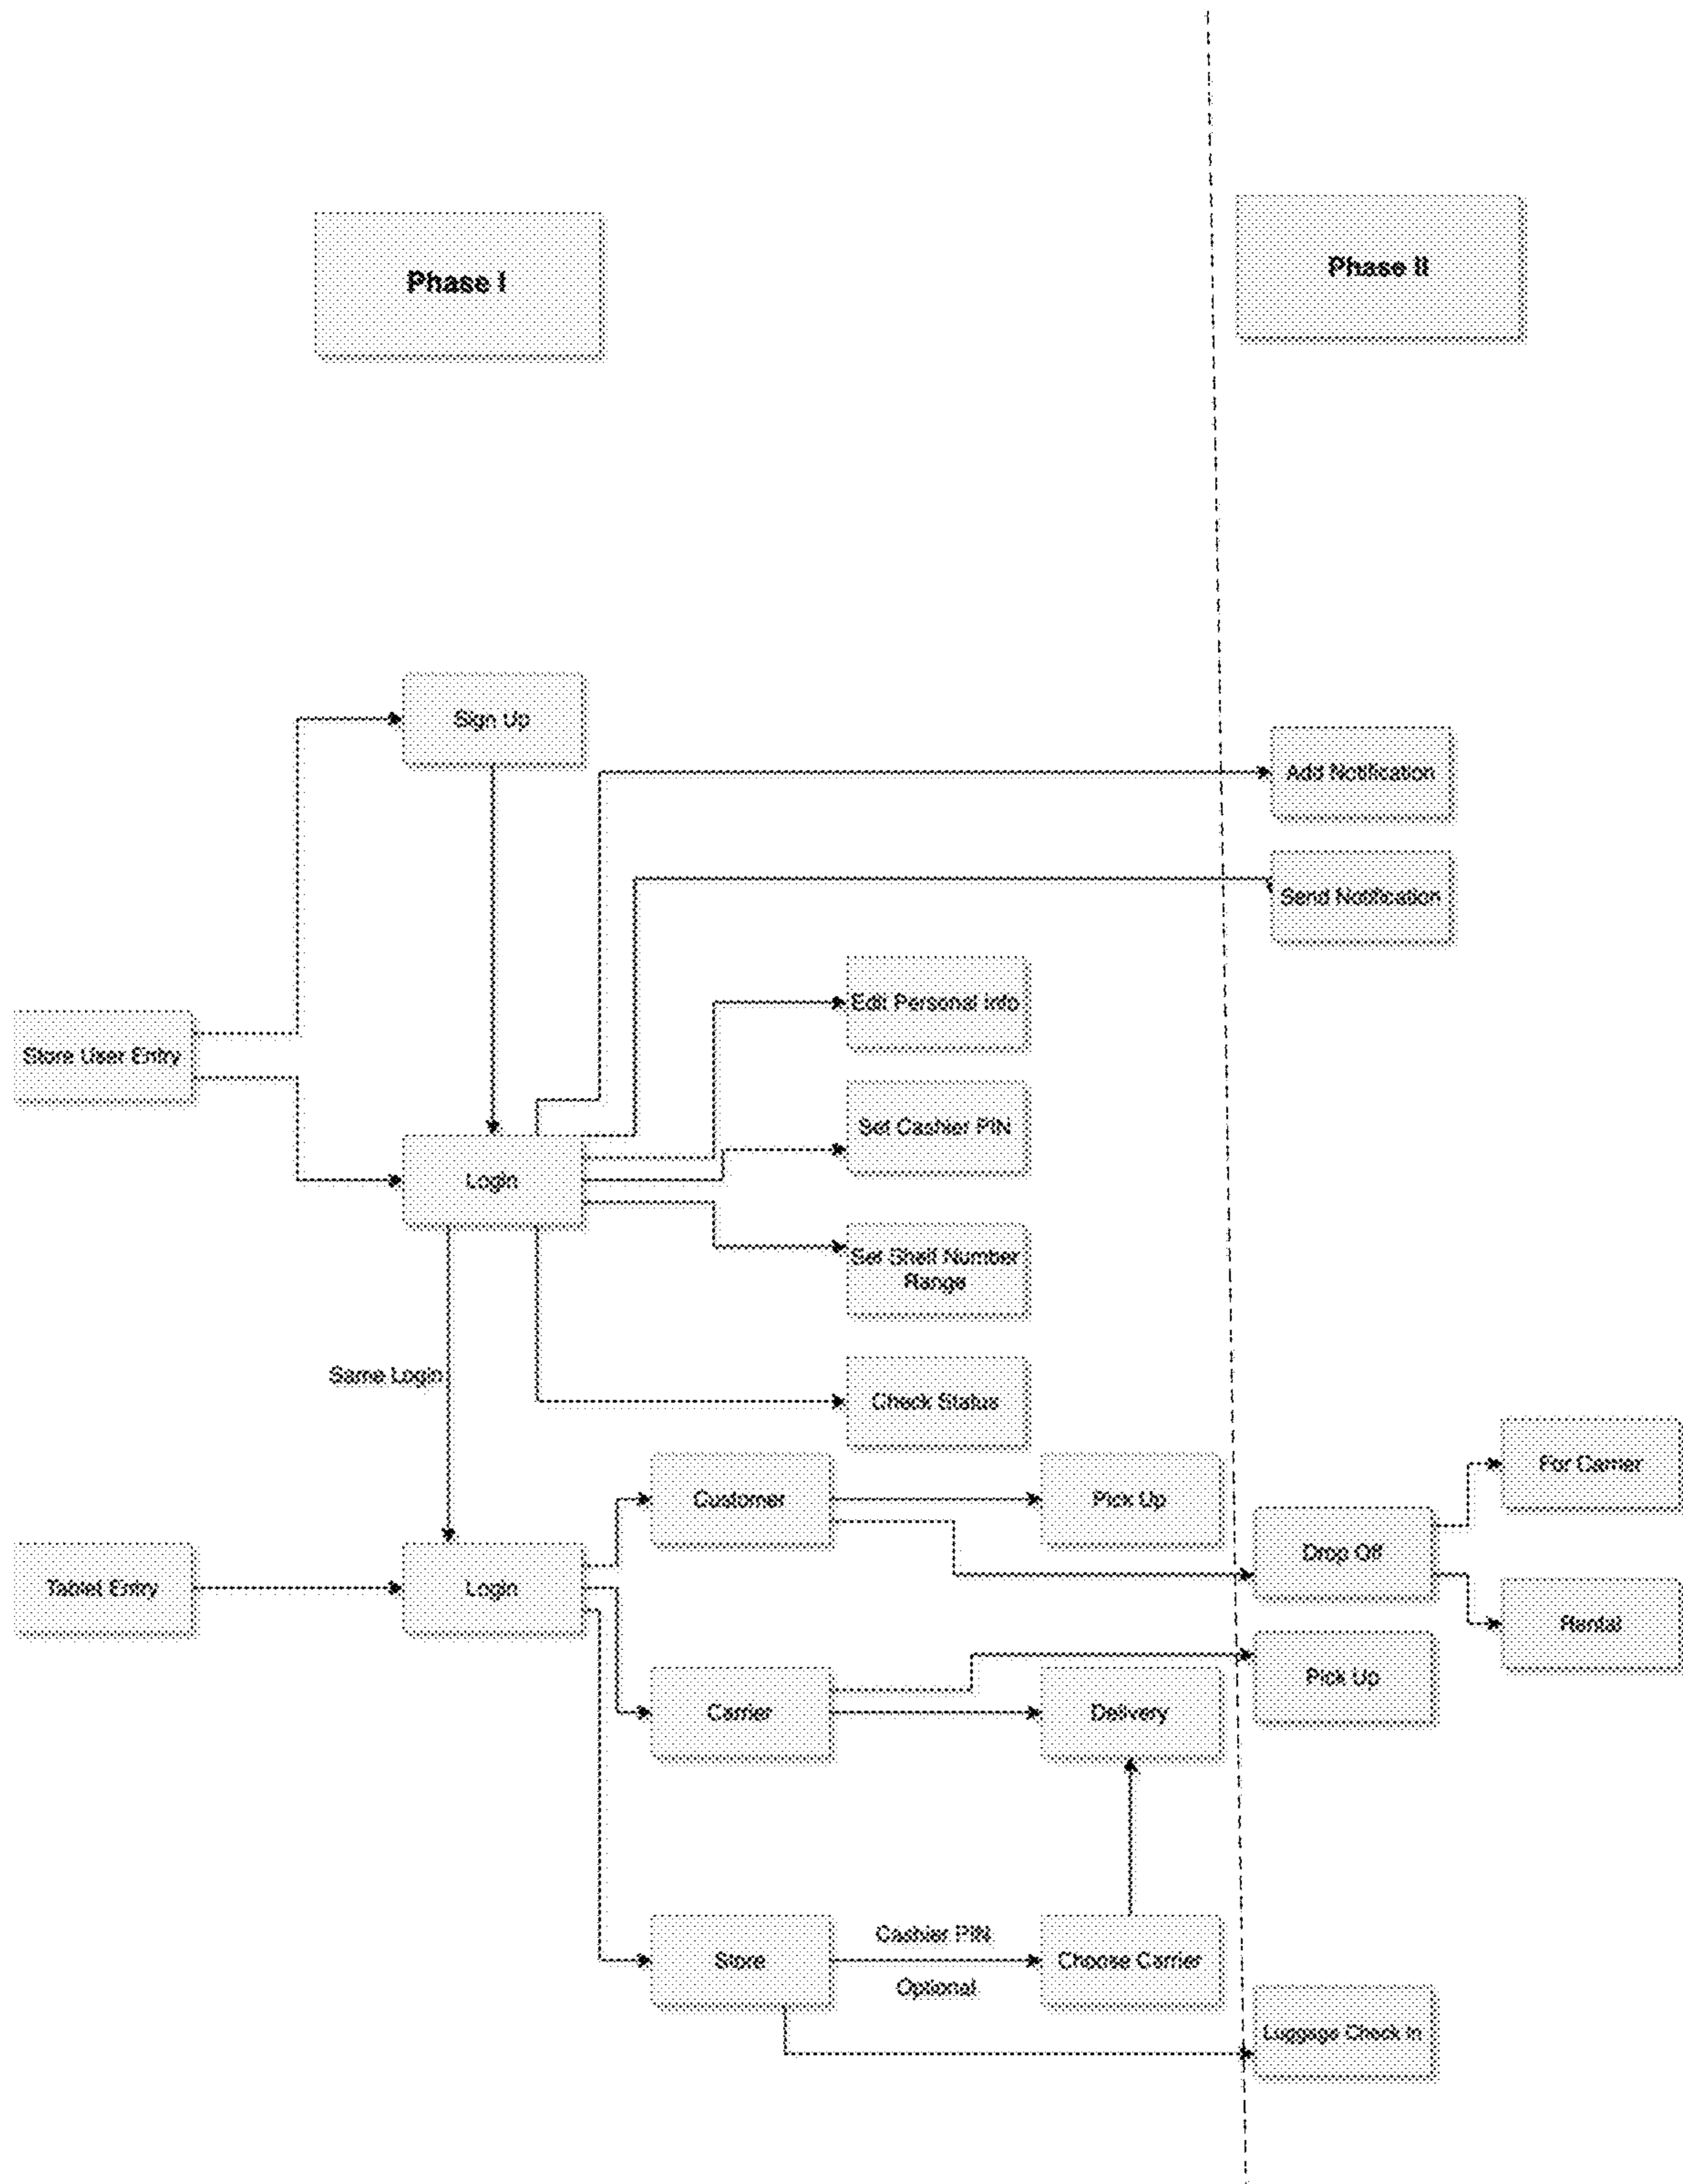 Phase I
Phase II
Sign Up
Add Notification
Send Notification
Edit Personal Info
Store User Entry
Set Cashier PIN
Login
Set Shelf Number
Range
Same Login
Check Status
For Carrier
Customer
Pick Up
Drop Off
Tablet Entry
Login
Rental
Pick Up
Carrier
Delivery
Cashier PIN
Store
Choose Carrier
Optional
Luggage Check in